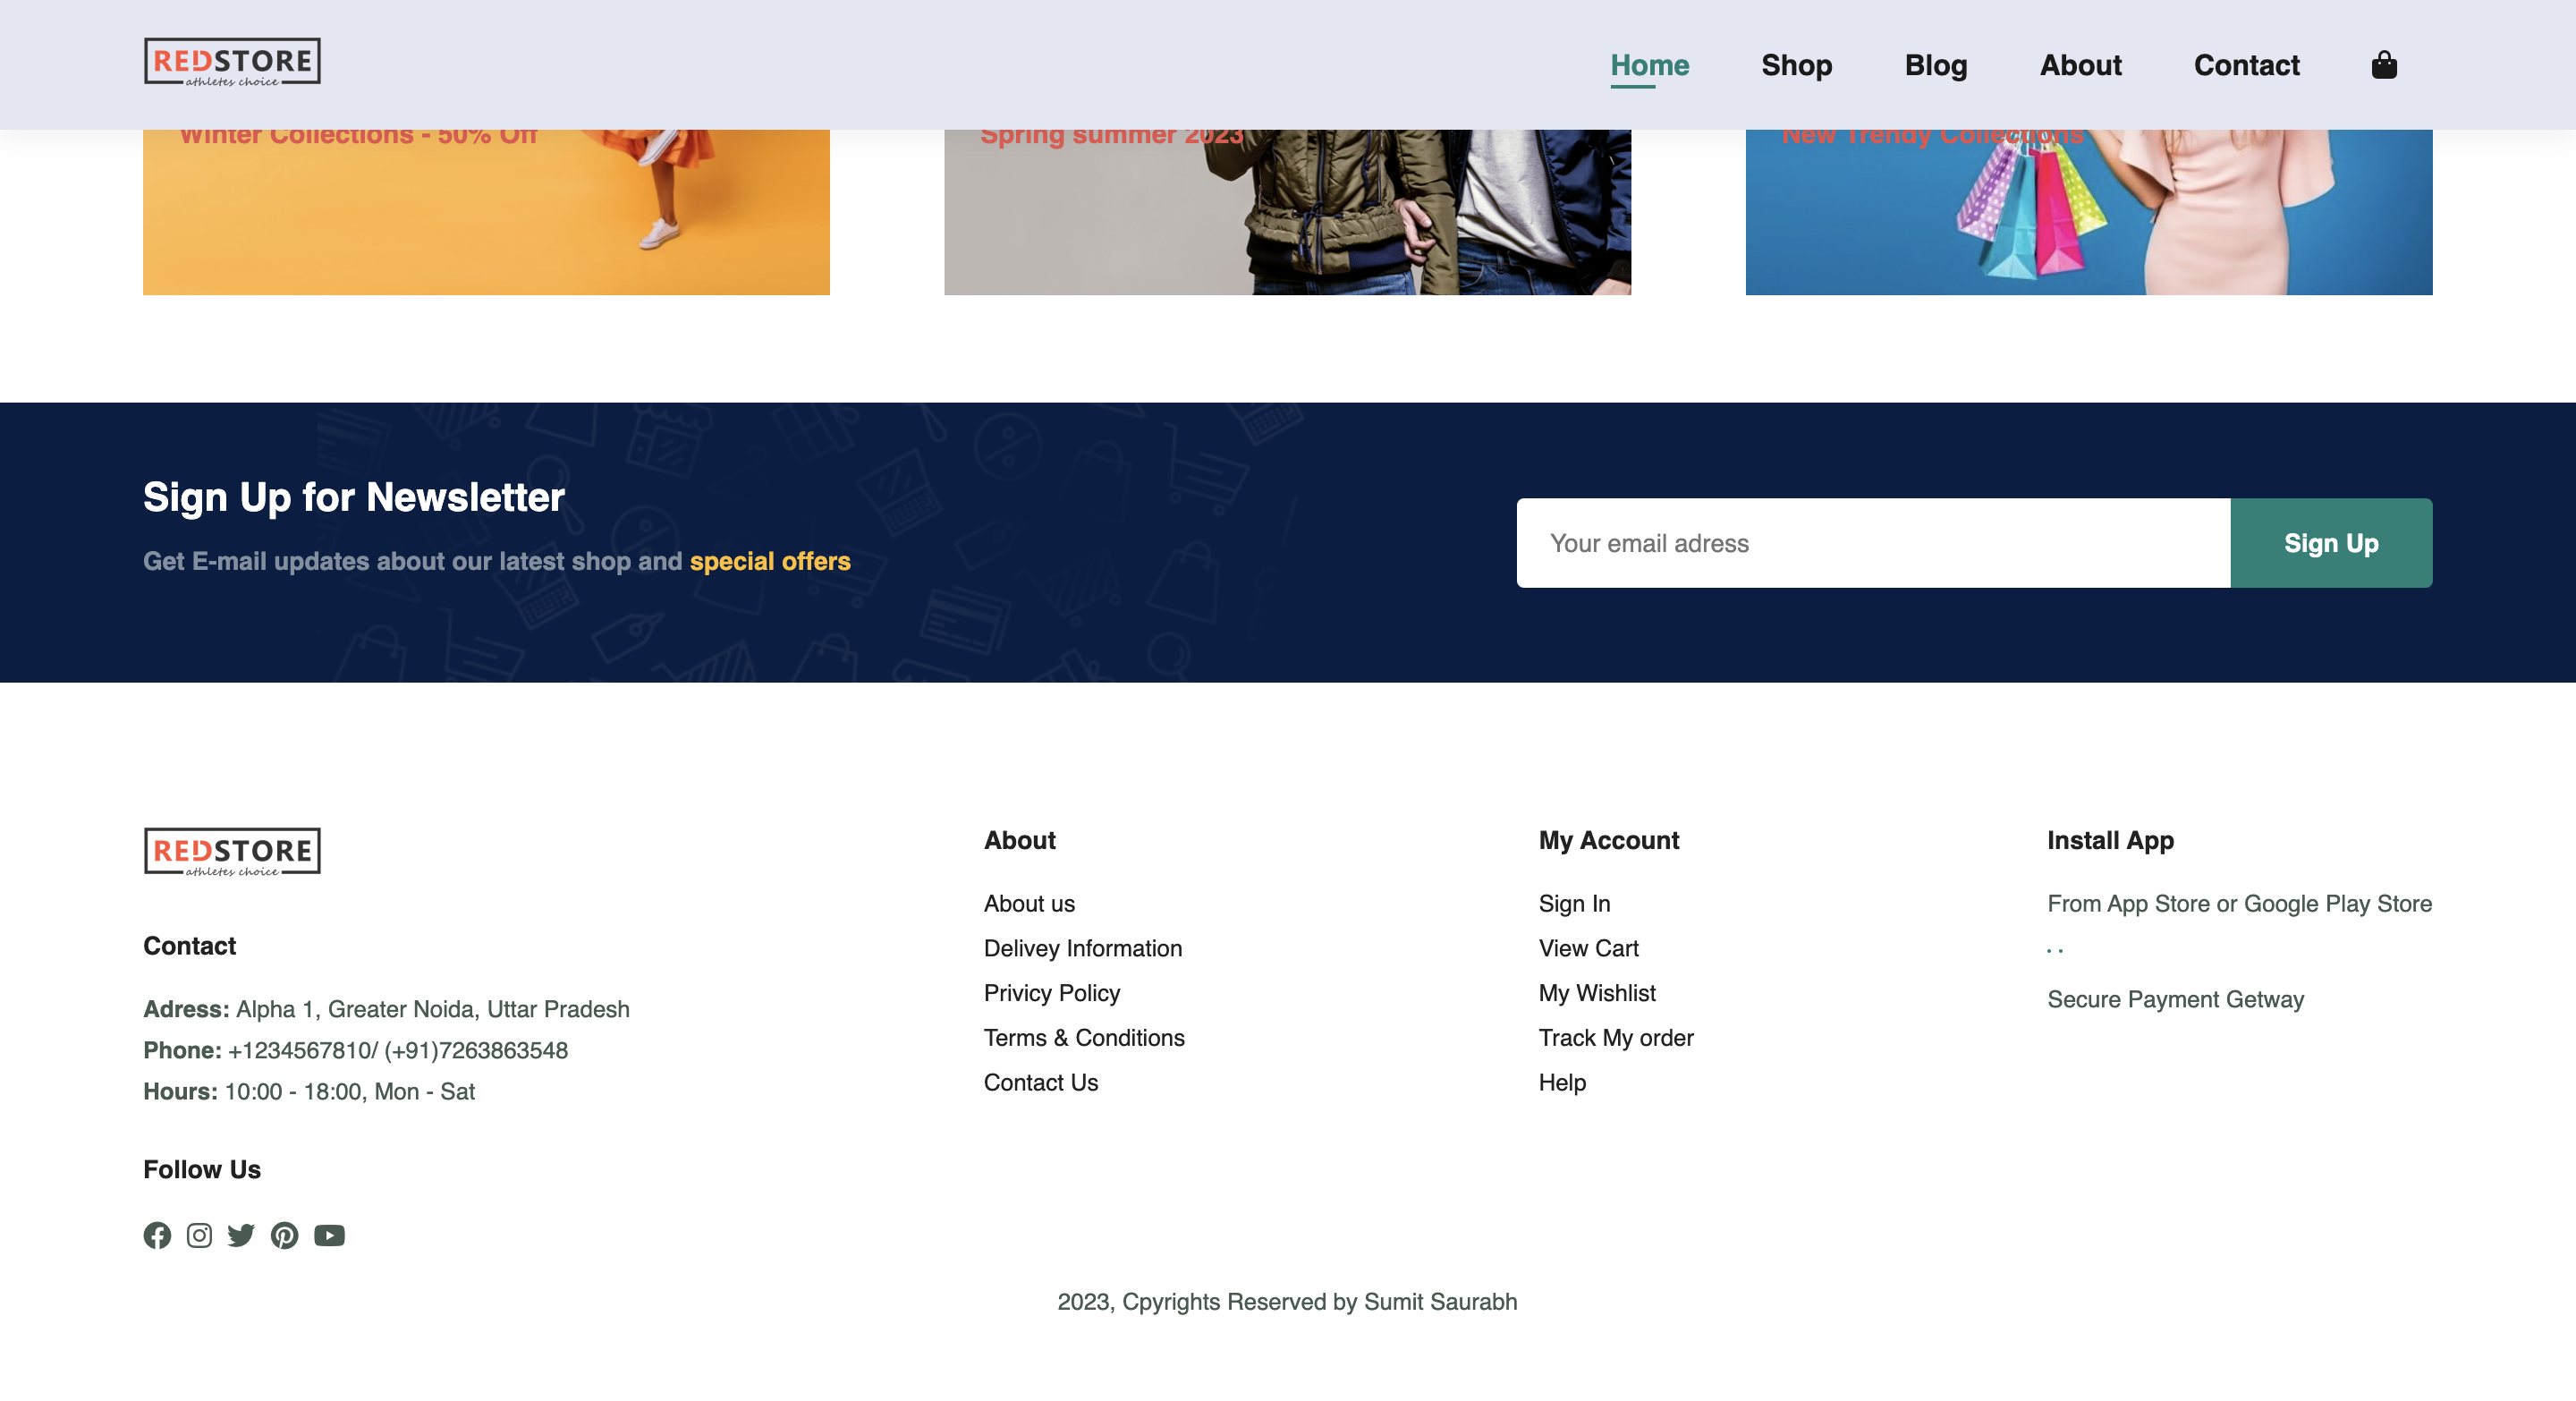 REDSTORE
athletes choice
Home
Shop
Blog
About
Contact
Winter Collections - 50% Off
Spring summer 2023
New Trendy Collections
Sign Up for Newsletter
Get E-mail updates about our latest shop and special offers
Your email adress
Sign Up
REDSTORE
athletes choice
Contact
Adress: Alpha 1, Greater Noida, Uttar Pradesh
Phone: +1234567810/ (+91)7263863548
Hours: 10:00 - 18:00, Mon - Sat
Follow Us
About
About us
Delivey Information
Privicy Policy
Terms & Conditions
Contact Us
My Account
Sign In
View Cart
My Wishlist
Track My order
Help
Install App
From App Store or Google Play Store
Secure Payment Getway
2023, Cpyrights Reserved by Sumit Saurabh